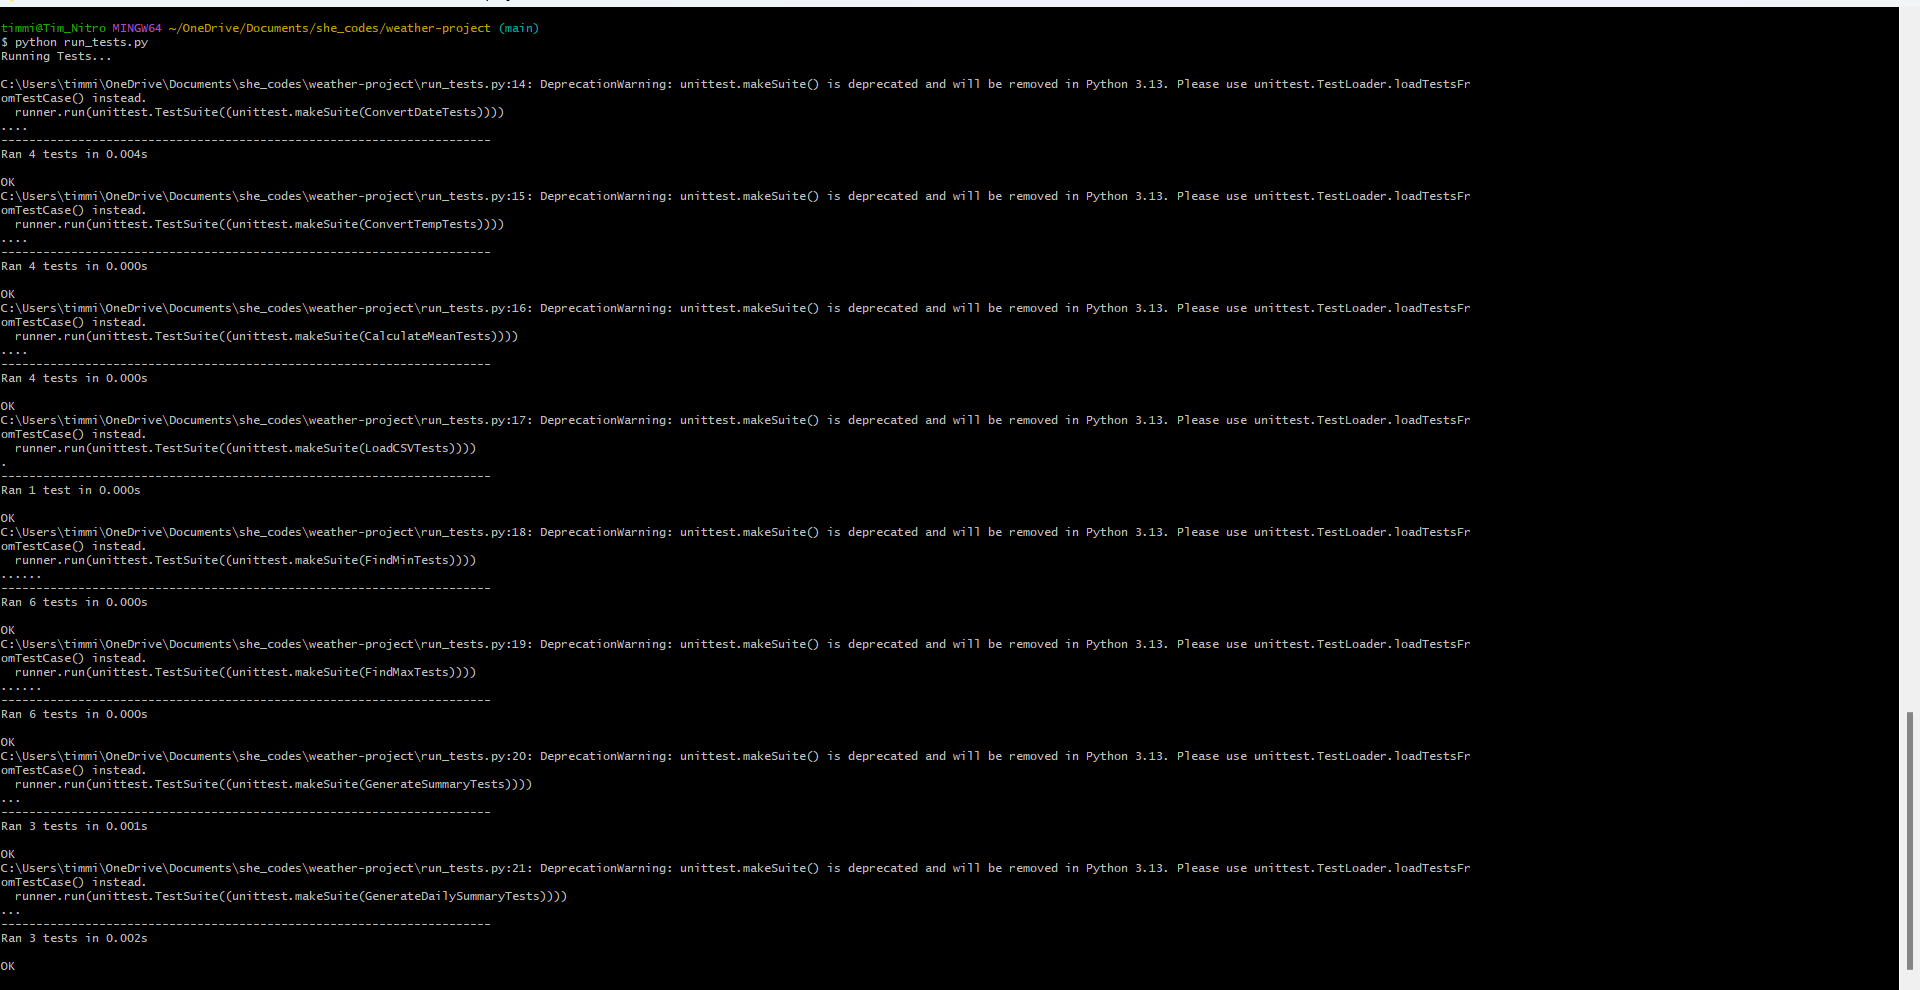 timmi@Tim_Nitro MINGW64 ~/OneDrive/Documents/she_codes/weather-project (main)
$ python run_tests.py
Running Tests...
C:\Users\timmi\OneDrive\Documents\she_codes\weather-project\run_tests.py:14: DeprecationWarning: unittest.makeSuite() is deprecated and will be removed in Python 3.13. Please use unittest.TestLoader.loadTestsFr
omTestCase() instead.
  runner.run(unittest.TestSuite((unittest.makeSuite(ConvertDateTests))))
....
----------------------------------------------------------------------
Ran 4 tests in 0.004s
OK
C:\Users\timmi\OneDrive\Documents\she_codes\weather-project\run_tests.py:15: DeprecationWarning: unittest.makeSuite() is deprecated and will be removed in Python 3.13. Please use unittest.TestLoader.loadTestsFr
omTestCase() instead.
  runner.run(unittest.TestSuite((unittest.makeSuite(ConvertTempTests))))
....
----------------------------------------------------------------------
Ran 4 tests in 0.000s
OK
C:\Users\timmi\OneDrive\Documents\she_codes\weather-project\run_tests.py:16: DeprecationWarning: unittest.makeSuite() is deprecated and will be removed in Python 3.13. Please use unittest.TestLoader.loadTestsFr
omTestCase() instead.
  runner.run(unittest.TestSuite((unittest.makeSuite(CalculateMeanTests))))
....
----------------------------------------------------------------------
Ran 4 tests in 0.000s
OK
C:\Users\timmi\OneDrive\Documents\she_codes\weather-project\run_tests.py:17: DeprecationWarning: unittest.makeSuite() is deprecated and will be removed in Python 3.13. Please use unittest.TestLoader.loadTestsFr
omTestCase() instead.
  runner.run(unittest.TestSuite((unittest.makeSuite(LoadCSVTests))))
.
----------------------------------------------------------------------
Ran 1 test in 0.000s
OK
C:\Users\timmi\OneDrive\Documents\she_codes\weather-project\run_tests.py:18: DeprecationWarning: unittest.makeSuite() is deprecated and will be removed in Python 3.13. Please use unittest.TestLoader.loadTestsFr
omTestCase() instead.
  runner.run(unittest.TestSuite((unittest.makeSuite(FindMinTests))))
......
----------------------------------------------------------------------
Ran 6 tests in 0.000s
OK
C:\Users\timmi\OneDrive\Documents\she_codes\weather-project\run_tests.py:19: DeprecationWarning: unittest.makeSuite() is deprecated and will be removed in Python 3.13. Please use unittest.TestLoader.loadTestsFr
omTestCase() instead.
  runner.run(unittest.TestSuite((unittest.makeSuite(FindMaxTests))))
......
----------------------------------------------------------------------
Ran 6 tests in 0.000s
OK
C:\Users\timmi\OneDrive\Documents\she_codes\weather-project\run_tests.py:20: DeprecationWarning: unittest.makeSuite() is deprecated and will be removed in Python 3.13. Please use unittest.TestLoader.loadTestsFr
omTestCase() instead.
  runner.run(unittest.TestSuite((unittest.makeSuite(GenerateSummaryTests))))
...
----------------------------------------------------------------------
Ran 3 tests in 0.001s
OK
C:\Users\timmi\OneDrive\Documents\she_codes\weather-project\run_tests.py:21: DeprecationWarning: unittest.makeSuite() is deprecated and will be removed in Python 3.13. Please use unittest.TestLoader.loadTestsFr
omTestCase() instead.
  runner.run(unittest.TestSuite((unittest.makeSuite(GenerateDailySummaryTests))))
...
----------------------------------------------------------------------
Ran 3 tests in 0.002s
OK